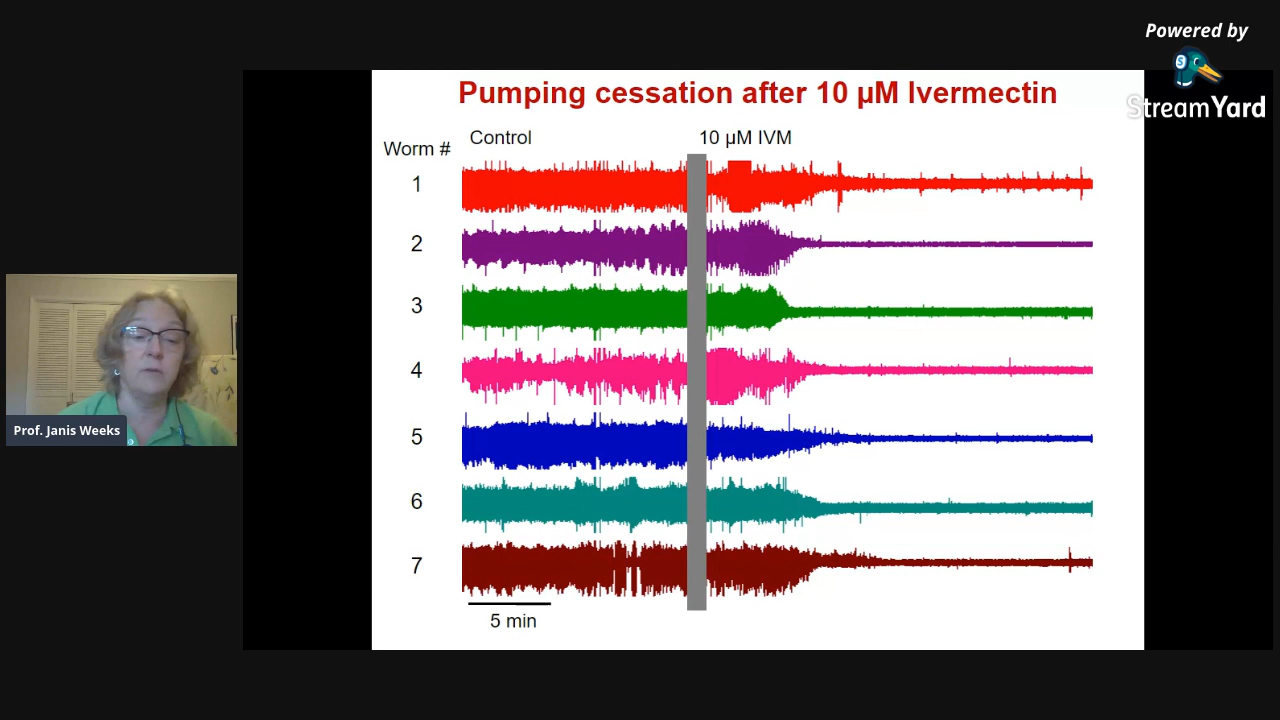 Powered by
StreamYard
Pumping cessation after 10 µM Ivermectin
Control
10 µM IVM
Worm #
1
2
3
4
5
6
7
5 min
Prof. Janis Weeks